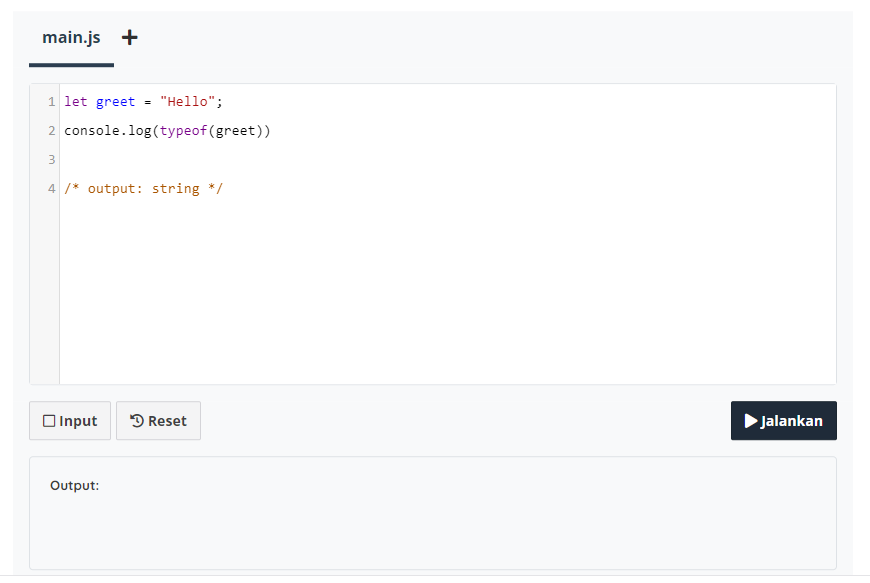 main.js +
1 let greet = "Hello";
2 console.log(typeof(greet))
3
4 /* output: string */
Input Reset Jalankan
Output: